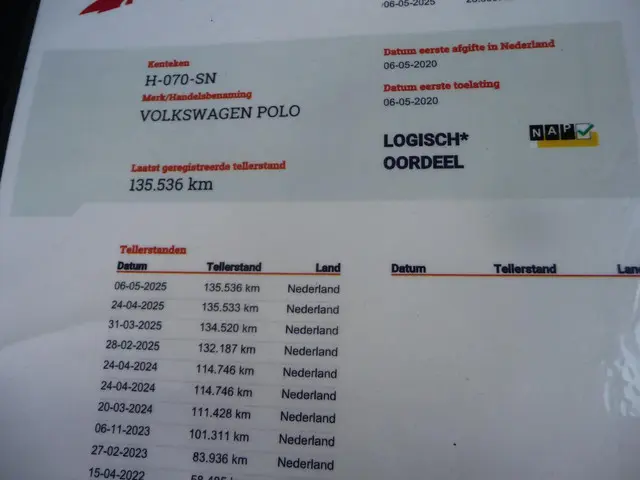 06-05-2025
Kenteken
H-070-SN
Merk/Handelsbenaming
VOLKSWAGEN POLO
Laatst geregistreerde tellerstand
135.536 km
Datum eerste afgifte in Nederland
06-05-2020
Datum eerste toelating
06-05-2020
LOGISCH*
OORDEEL
NAP
Tellerstanden
Datum Tellerstand Land
06-05-2025 135.536 km Nederland
24-04-2025 135.533 km Nederland
31-03-2025 134.520 km Nederland
28-02-2025 132.187 km Nederland
24-04-2024 114.746 km Nederland
24-04-2024 114.746 km Nederland
20-03-2024 111.428 km Nederland
06-11-2023 101.311 km Nederland
27-02-2023 83.936 km Nederland
15-04-2022
Datum Tellerstand Lan